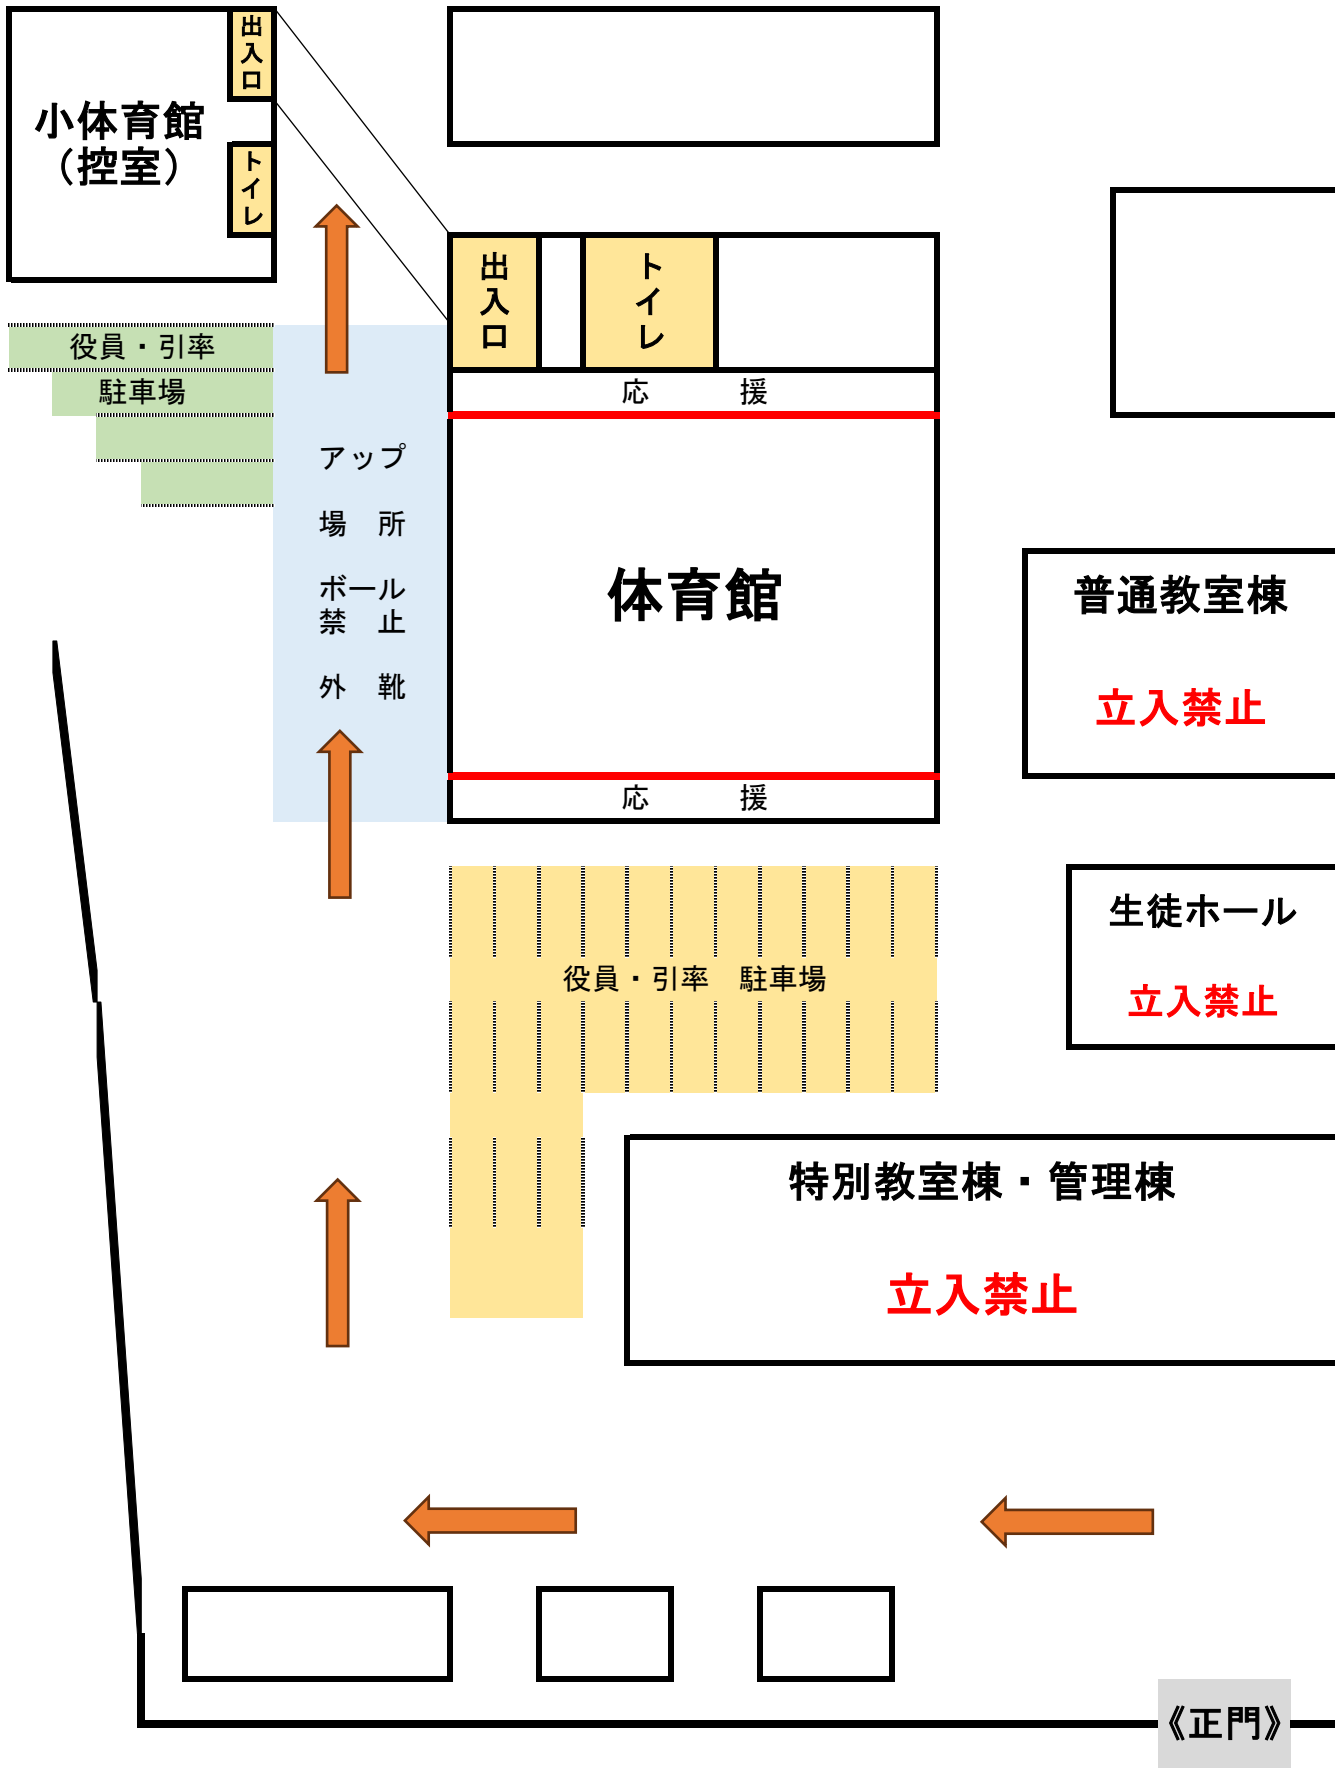 出入口
小体育館
（控室）
トイレ
出入口
トイレ
役員・引率
駐車場
応　援
アップ
場　所
ボール
禁　止
外　靴
体育館
普通教室棟
立入禁止
応　援
生徒ホール
立入禁止
役員・引率　駐車場
特別教室棟・管理棟
立入禁止
《正門》